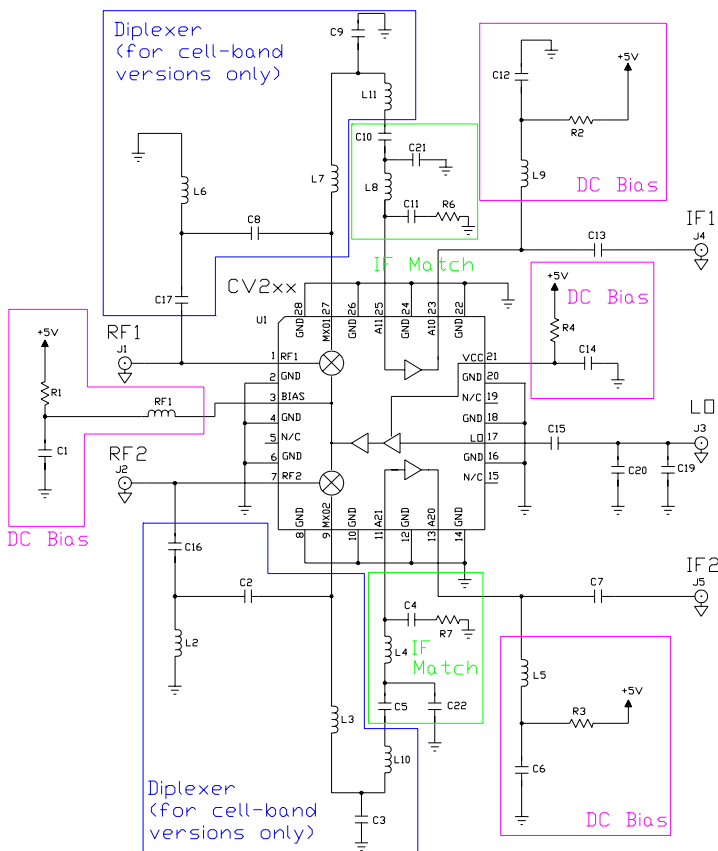 Diplexer
(for cell-band
versions only)
C9
L11
C10
C21
L8
C11
R6
IF Match
L6
L7
C8
C17
C12
+5V
R2
L9
DC Bias
IF1
J4
C13
CV2xx
U1
28
27
26
25
24
23
22
GND
MX01
GND
A11
GND
A10
GND
+5V
DC Bias
R4
C14
RF1
J1
1
RF1
2
GND
3
BIAS
4
GND
5
N/C
6
GND
7
RF2
VCC
21
GND
20
N/C
19
GND
18
LO
17
GND
16
N/C
15
+5V
R1
RF1
C1
DC Bias
RF2
J2
LO
J3
C15
C20
C19
GND
MX02
GND
A21
GND
A20
GND
8
9
10
11
12
13
14
C16
C2
L2
L3
IF2
J5
C7
C4
R7
L4
IF
Match
C5
C22
L10
C3
Diplexer
(for cell-band
versions only)
L5
+5V
R3
C6
DC Bias